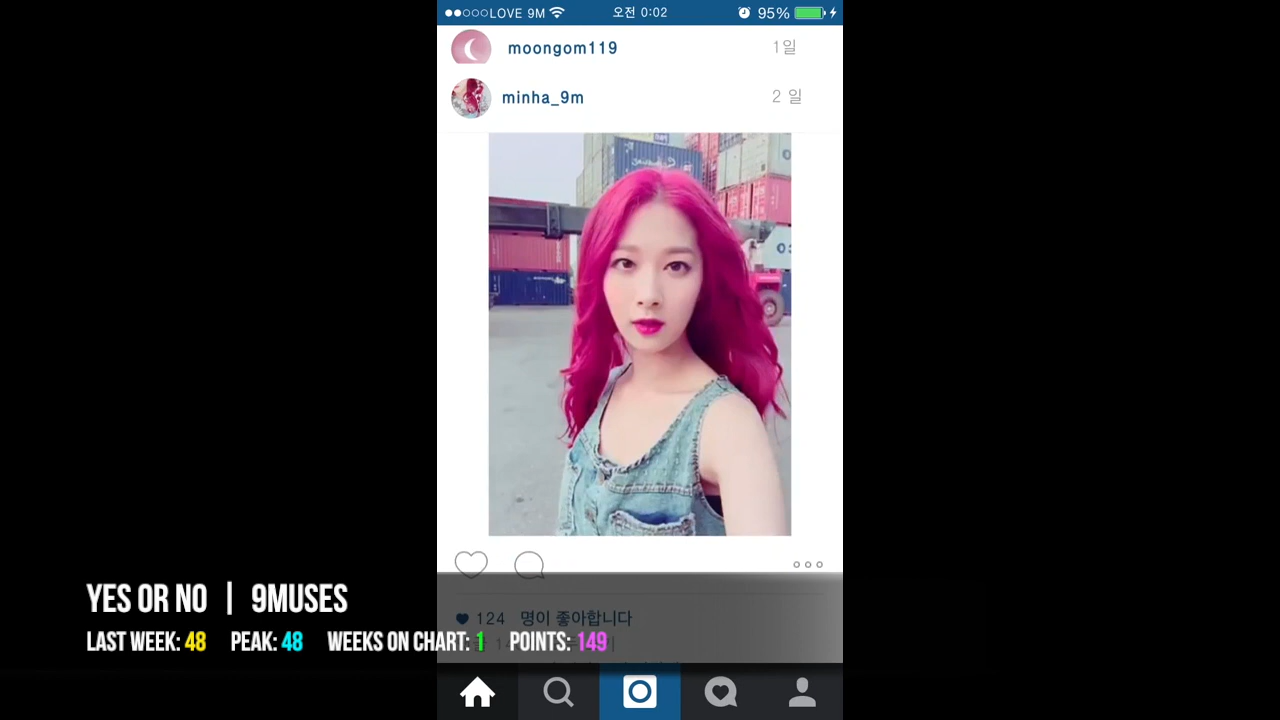 LOVE 9M 오전 0:02 95%
moongom119 1일
minha_9m 2 일
YES OR NO | 9MUSES
124 명이 좋아합니다
LAST WEEK: 48 PEAK: 48 WEEKS ON CHART: 1 POINTS: 149